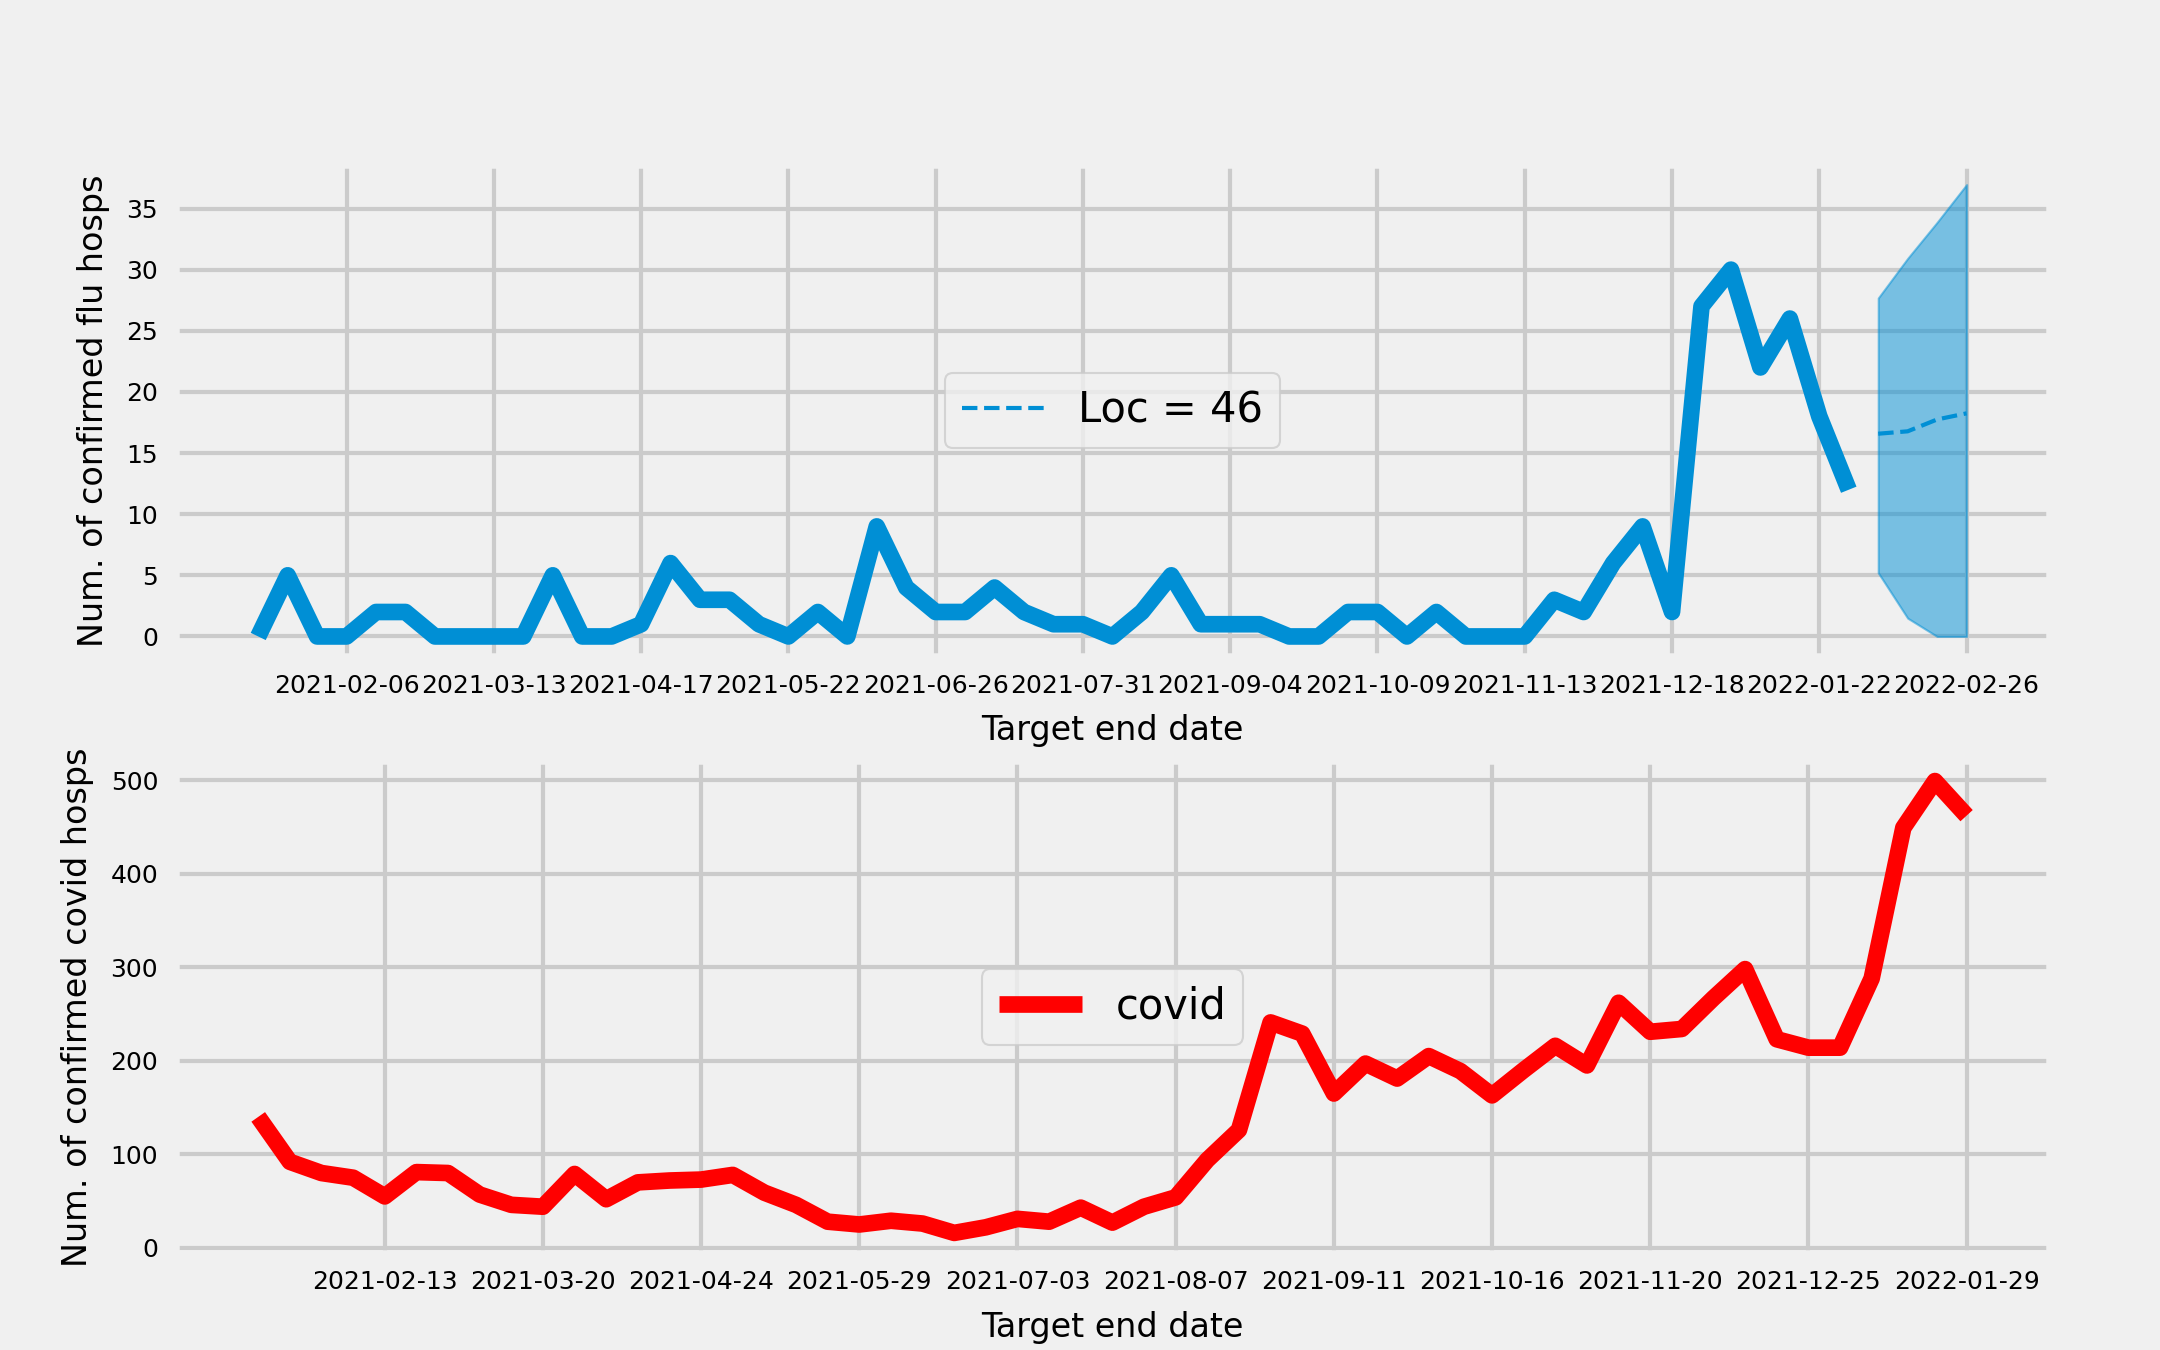 Num. of confirmed flu hosps
35
30
25
20
15
10
5
0
Loc = 46
2021-02-06 2021-03-13 2021-04-17 2021-05-22 2021-06-26 2021-07-31 2021-09-04 2021-10-09 2021-11-13 2021-12-18 2022-01-22 2022-02-26
Target end date
Num. of confirmed covid hosps
500
400
300
200
100
0
covid
2021-02-13 2021-03-20 2021-04-24 2021-05-29 2021-07-03 2021-08-07 2021-09-11 2021-10-16 2021-11-20 2021-12-25 2022-01-29
Target end date